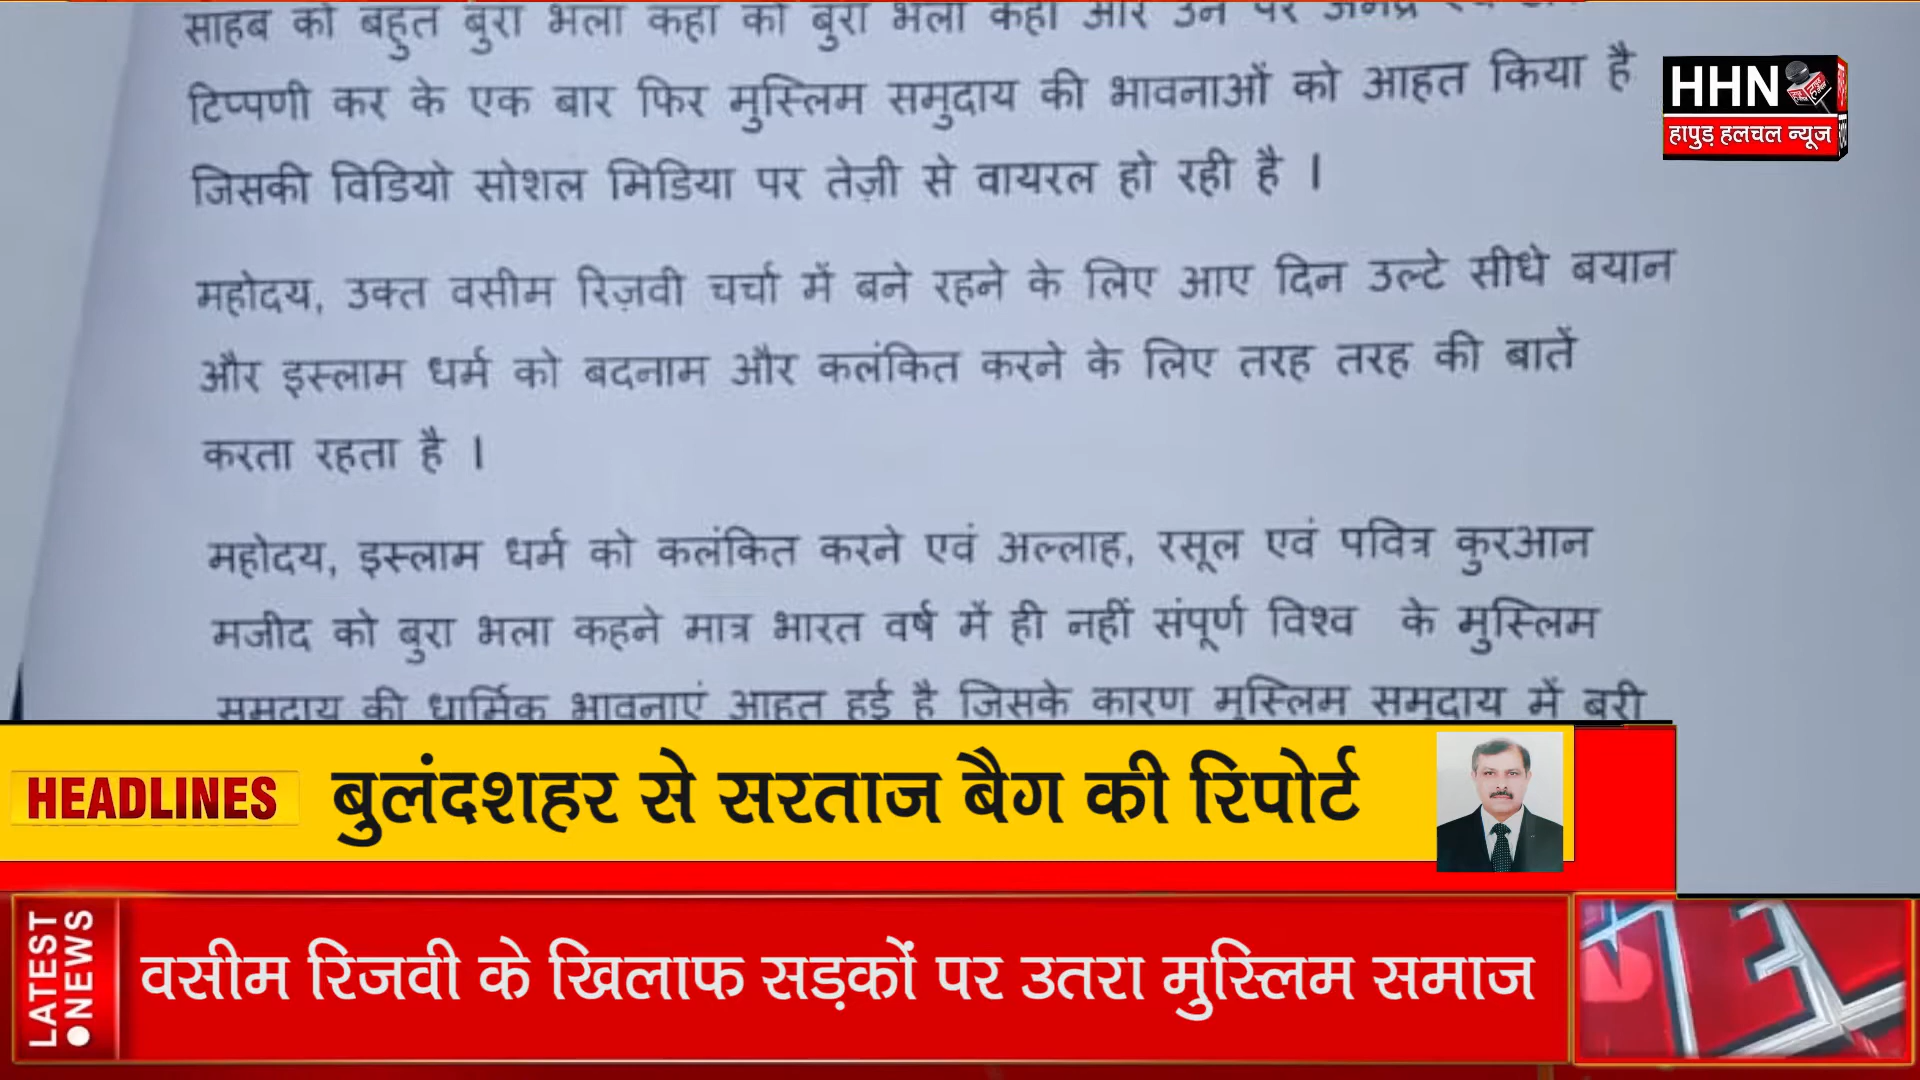 साहब को बहुत बुरा भला कहा को बुरा भला कहा और उन पर
टिप्पणी कर के एक बार फिर मुस्लिम समुदाय की भावनाओं को आहत किया है
जिसकी विडियो सोशल मिडिया पर तेज़ी से वायरल हो रही है ।
महोदय, उक्त वसीम रिज़वी चर्चा में बने रहने के लिए आए दिन उल्टे सीधे बयान
और इस्लाम धर्म को बदनाम और कलंकित करने के लिए तरह तरह की बातें
करता रहता है ।
महोदय, इस्लाम धर्म को कलंकित करने एवं अल्लाह, रसूल एवं पवित्र कुरआन
मजीद को बुरा भला कहने मात्र भारत वर्ष में ही नहीं संपूर्ण विश्व के मुस्लिम
समुदाय की धार्मिक भावनाएं आहत हुई है जिसके कारण मुस्लिम समुदाय में बुरी
HHN
हापुड़ हलचल न्यूज
HEADLINES
बुलंदशहर से सरताज बैग की रिपोर्ट
LATEST
NEWS
वसीम रिजवी के खिलाफ सड़कों पर उतरा मुस्लिम समाज